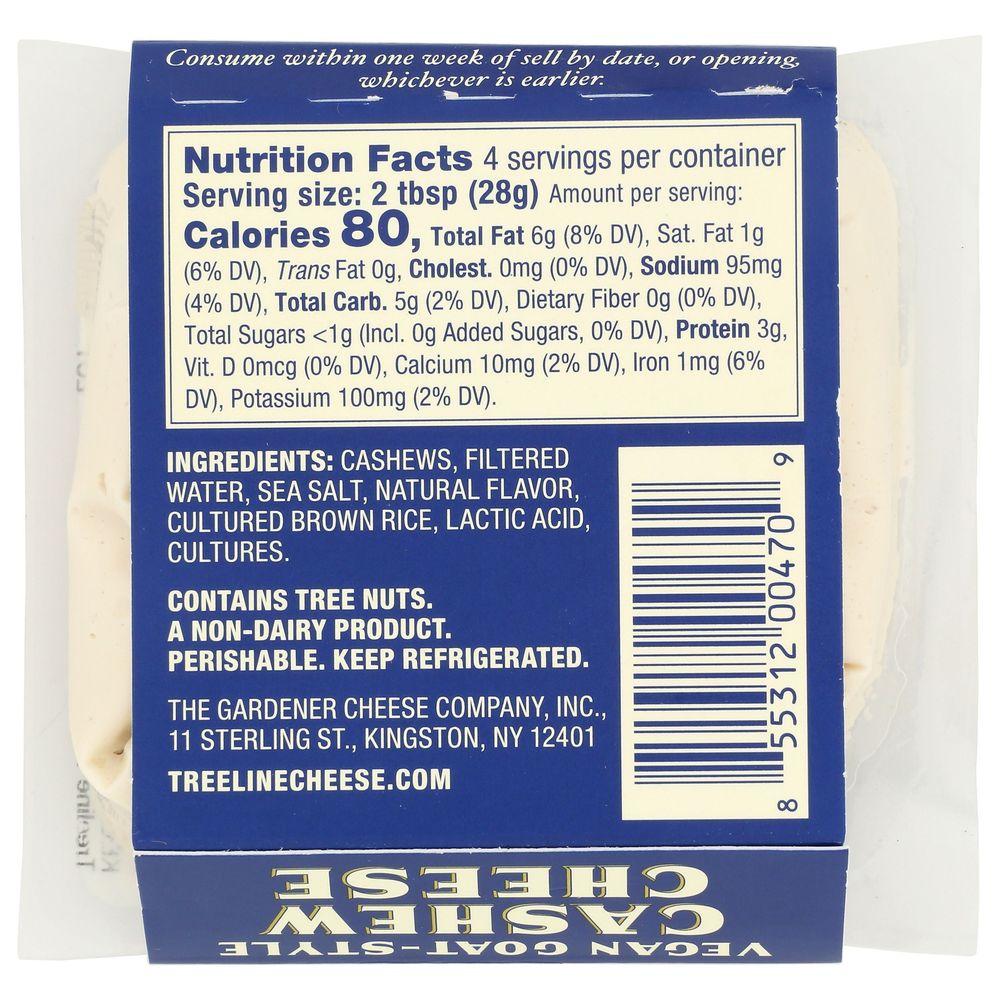 Consume within one week of sell by date, or opening,
whichever is earlier.
Nutrition Facts 4 servings per container
Serving size: 2 tbsp (28g) Amount per serving:
Calories 80, Total Fat 6g (8% DV), Sat. Fat 1g
(6% DV), Trans Fat 0g, Cholest. 0mg (0% DV), Sodium 95mg
(4% DV), Total Carb. 5g (2% DV), Dietary Fiber 0g (0% DV),
Total Sugars <1g (Incl. 0g Added Sugars, 0% DV), Protein 3g,
Vit. D 0mcg (0% DV), Calcium 10mg (2% DV), Iron 1mg (6%
DV), Potassium 100mg (2% DV).
INGREDIENTS: CASHEWS, FILTERED
WATER, SEA SALT, NATURAL FLAVOR,
CULTURED BROWN RICE, LACTIC ACID,
CULTURES.
CONTAINS TREE NUTS.
A NON-DAIRY PRODUCT.
PERISHABLE. KEEP REFRIGERATED.
THE GARDENER CHEESE COMPANY, INC.,
11 STERLING ST., KINGSTON, NY 12401
TREELINECHEESE.COM
8 55312 00470 9
VEGAN GOAT-STYLE
CASHEW
CHEESE
Treeline